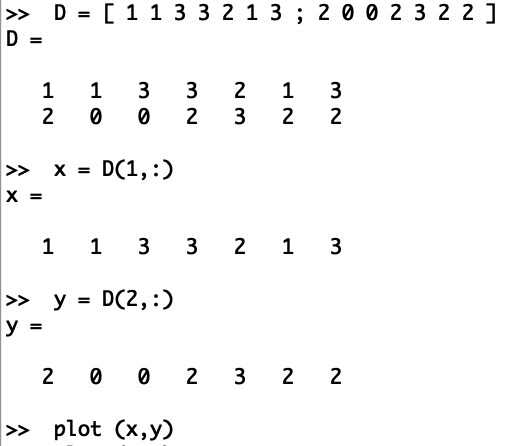 >> D = [ 1 1 3 3 2 1 3 ; 2 0 0 2 3 2 2 ]
D =
1 1 3 3 2 1 3
2 0 0 2 3 2 2
>> x = D(1,:)
x =
1 1 3 3 2 1 3
>> y = D(2,:)
y =
2 0 0 2 3 2 2
>> plot (x,y)